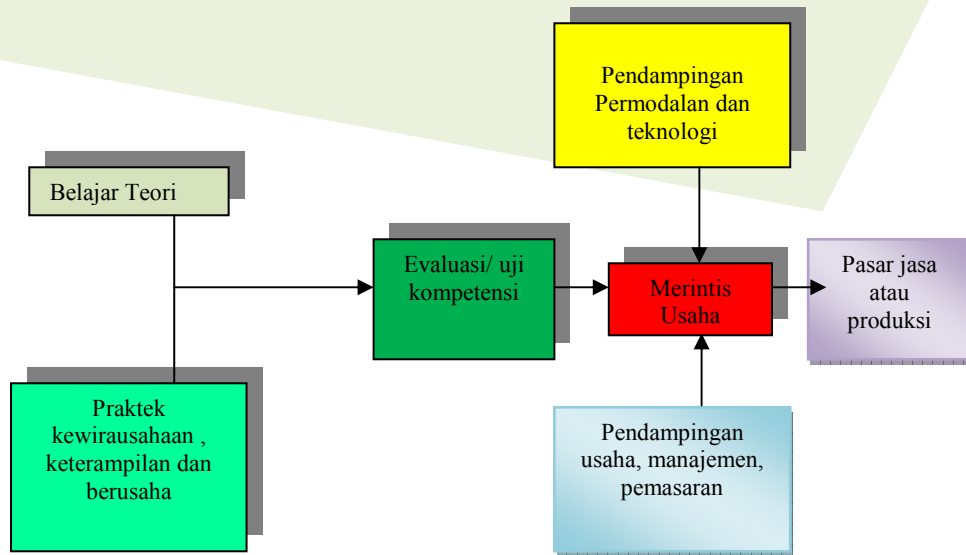 Pendampingan
Permodalan dan
teknologi
Belajar Teori
Evaluasi/ uji
kompetensi
Merintis
Usaha
Pasar jasa
atau
produksi
Praktek
kewirausahaan ,
keterampilan dan
berusaha
Pendampingan
usaha, manajemen,
pemasaran